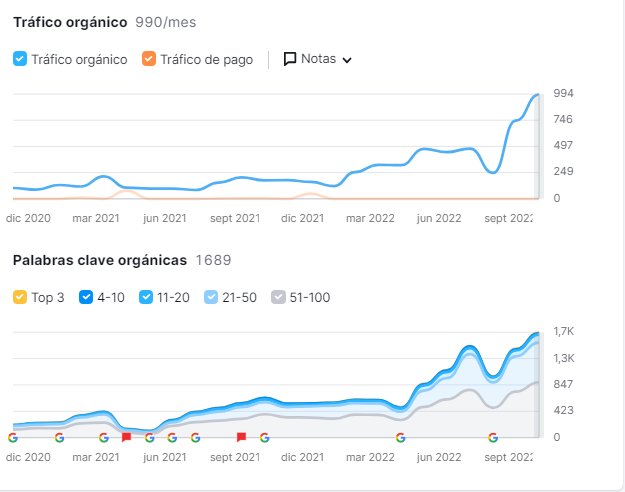 Tráfico orgánico 990/mes
Tráfico orgánico Tráfico de pago Notas
994
746
497
249
0
dic 2020 mar 2021 jun 2021 sept 2021 dic 2021 mar 2022 jun 2022 sept 2022
Palabras clave orgánicas 1689
Top 3 4-10 11-20 21-50 51-100
1,7K
1,3K
847
423
0
dic 2020 mar 2021 jun 2021 sept 2021 dic 2021 mar 2022 jun 2022 sept 2022